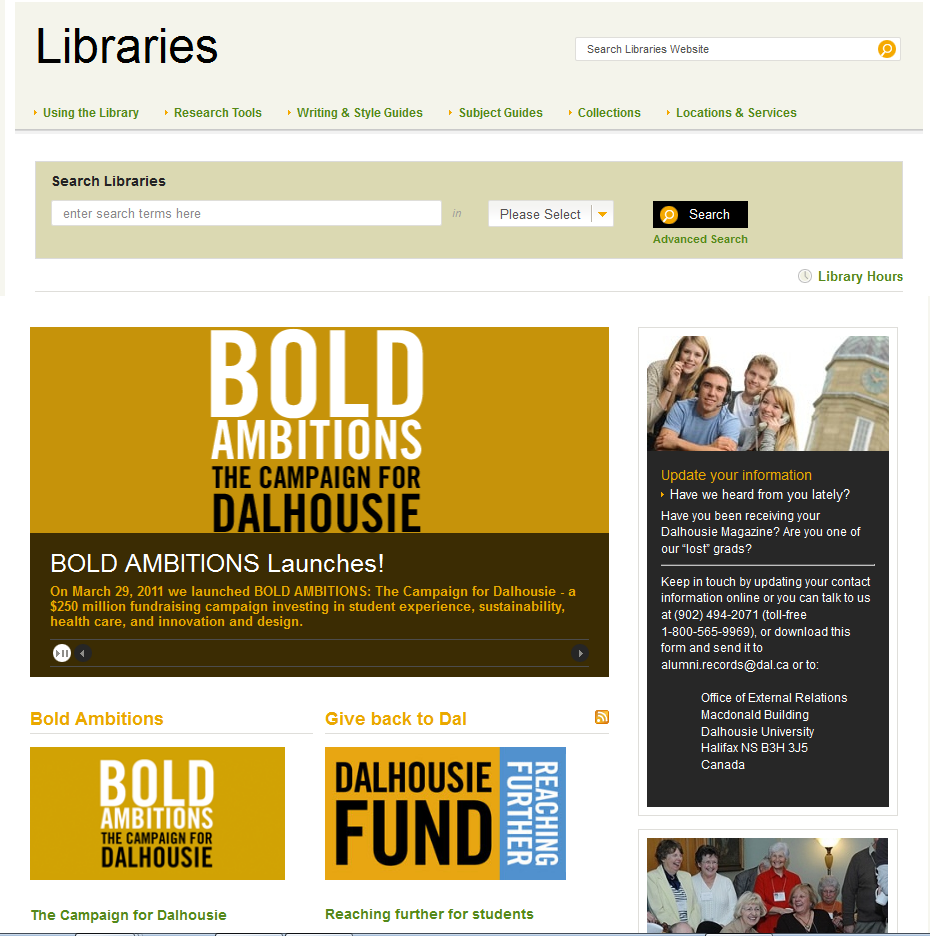 Libraries
Search Libraries Website
Using the Library
Research Tools
Writing & Style Guides
Subject Guides
Collections
Locations & Services
Search Libraries
enter search terms here
in
Please Select
Search
Advanced Search
Library Hours
BOLD
AMBITIONS
THE CAMPAIGN FOR
DALHOUSIE
BOLD AMBITIONS Launches!
On March 29, 2011 we launched BOLD AMBITIONS: The Campaign for Dalhousie - a
$250 million fundraising campaign investing in student experience, sustainability,
health care, and innovation and design.
Bold Ambitions
BOLD
AMBITIONS
THE CAMPAIGN FOR
DALHOUSIE
The Campaign for Dalhousie
Give back to Dal
DALHOUSIE
FUND
REACHING
FURTHER
Reaching further for students
Update your information
Have we heard from you lately?
Have you been receiving your
Dalhousie Magazine? Are you one of
our “lost” grads?
Keep in touch by updating your contact
information online or you can talk to us
at (902) 494-2071 (toll-free
1-800-565-9969), or download this
form and send it to
alumni.records@dal.ca or to:
Office of External Relations
Macdonald Building
Dalhousie University
Halifax NS B3H 3J5
Canada